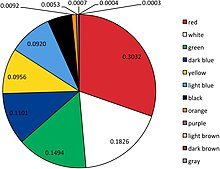 0.0053 0.0007 0.0004
0.0092 0.0003
0.0920
0.0956
0.3032
0.1101
0.1494
0.1826
red
white
green
dark blue
yellow
light blue
black
orange
purple
light brown
dark brown
gray